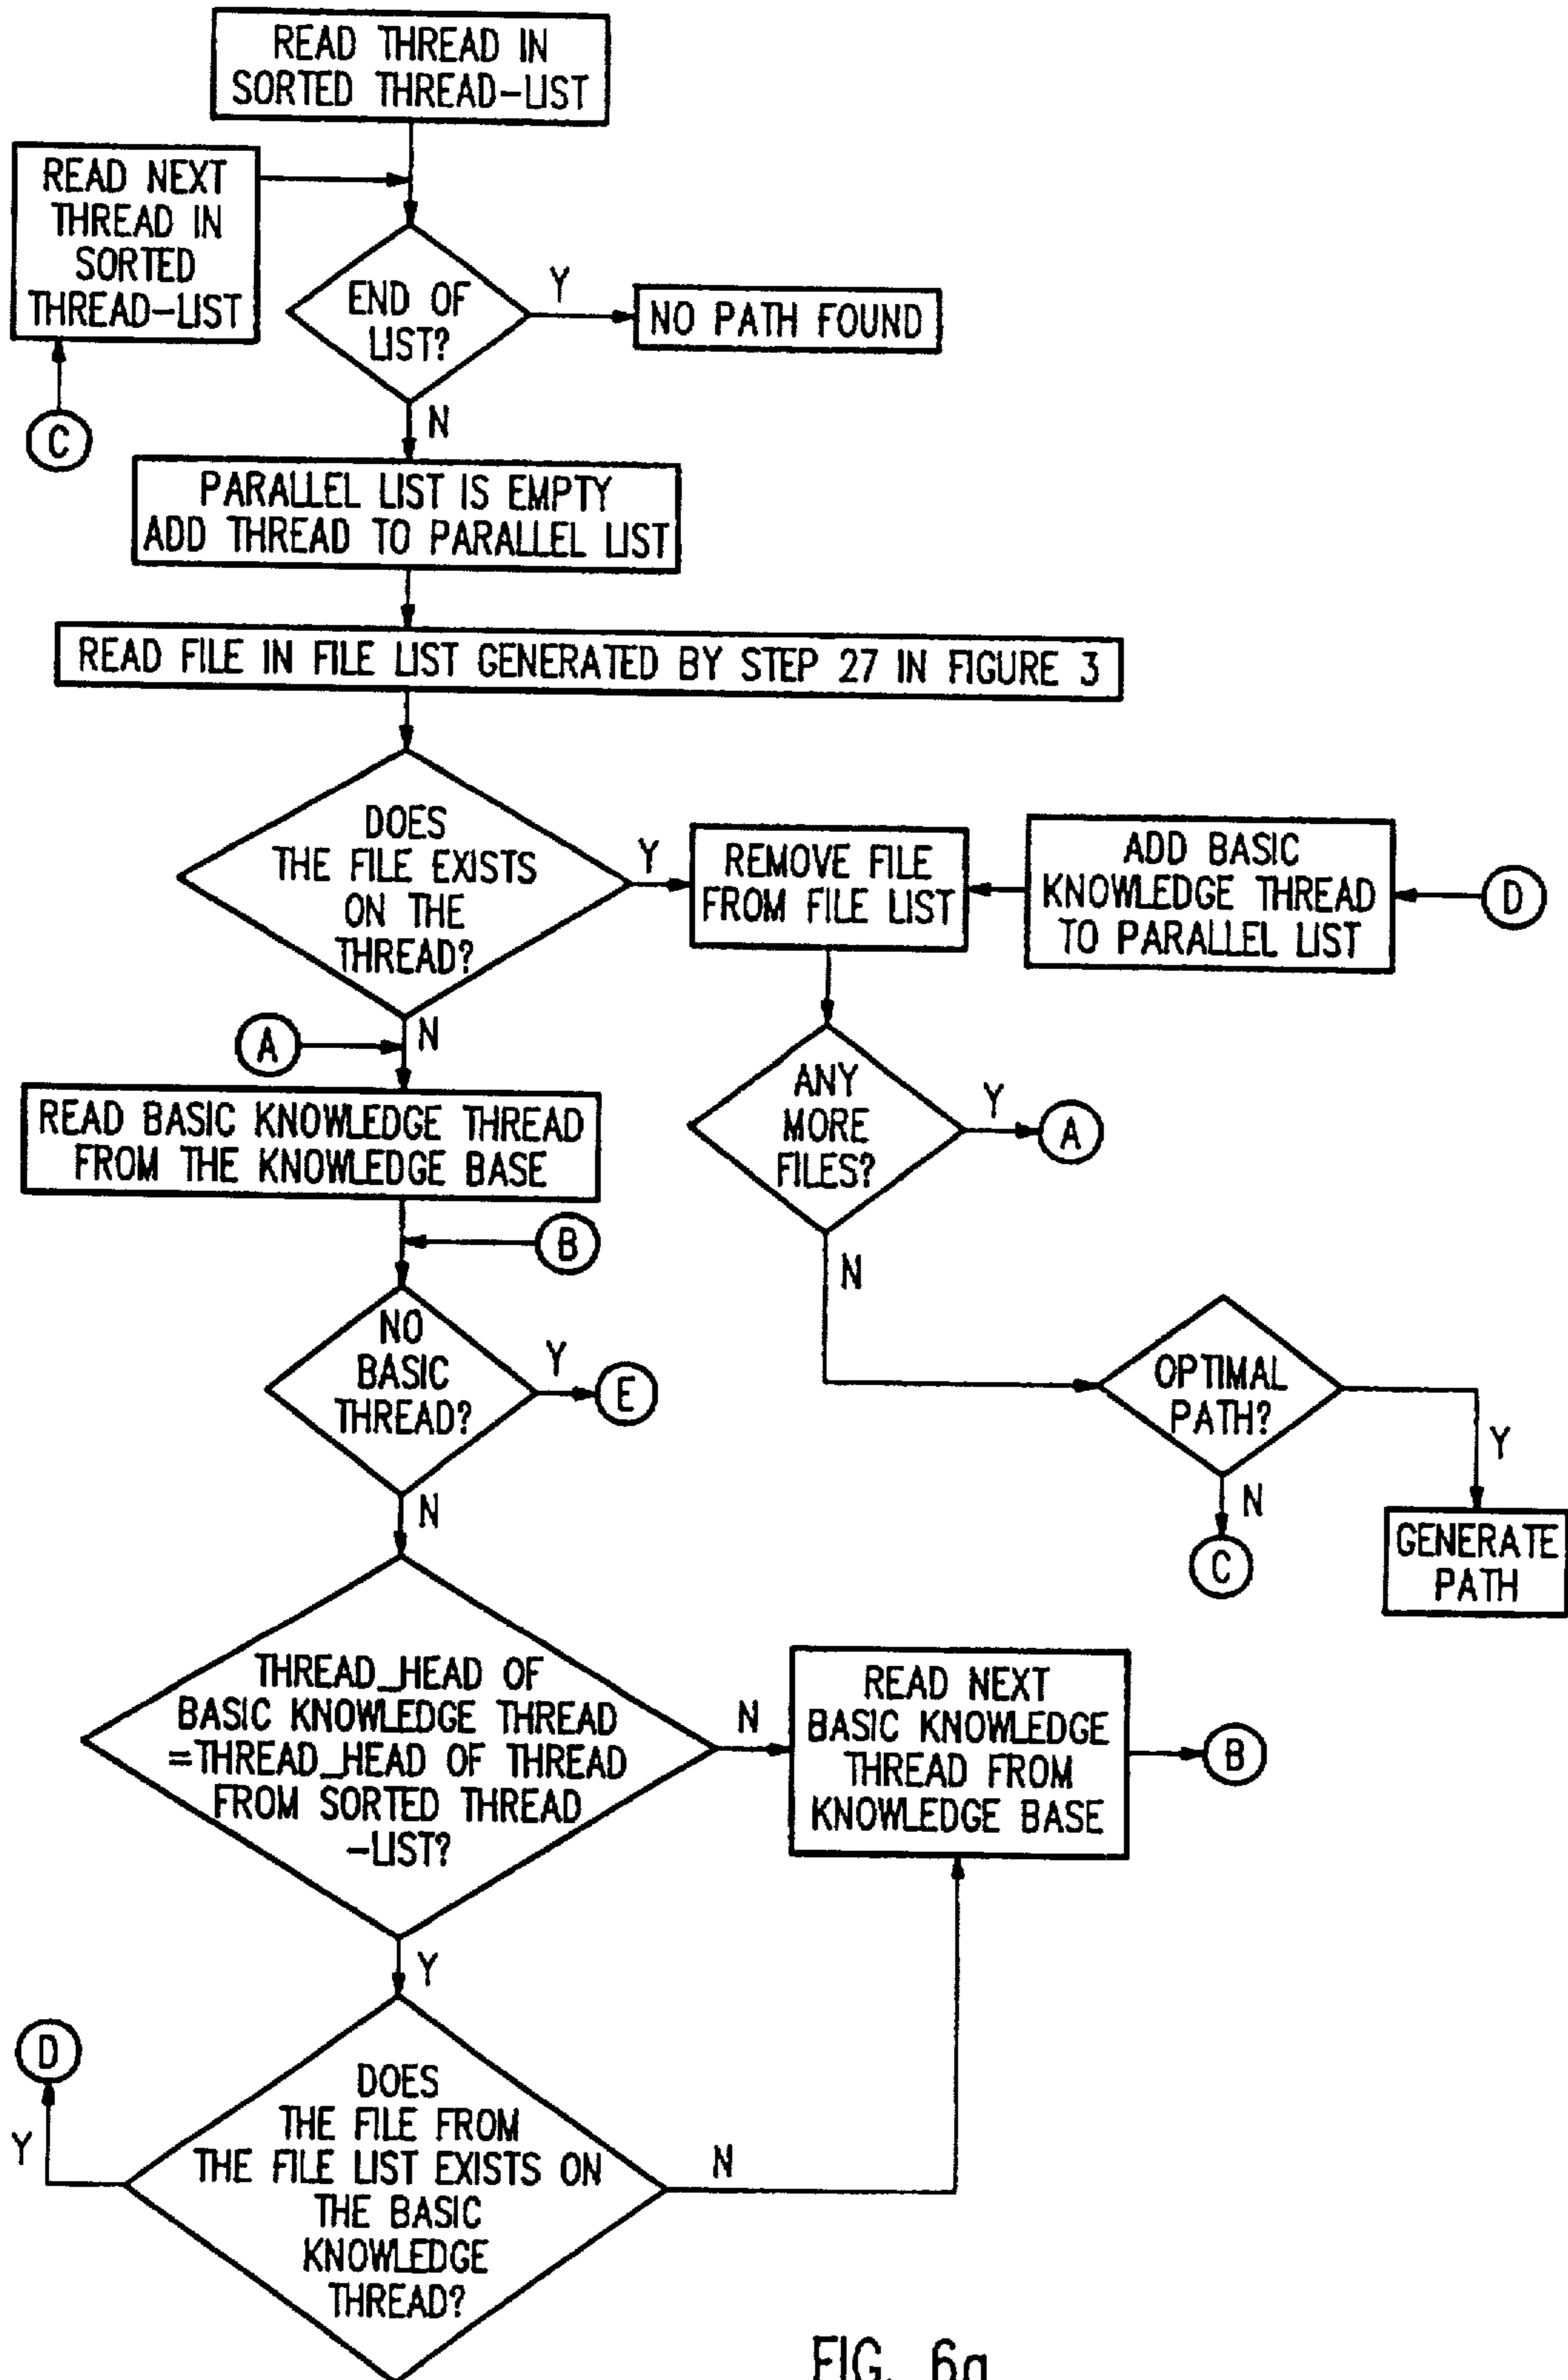 READ THREAD IN
SORTED THREAD-LIST
READ NEXT
THREAD IN
SORTED
THREAD-LIST
END OF
LIST?
Y
NO PATH FOUND
C
N
PARALLEL LIST IS EMPTY
ADD THREAD TO PARALLEL LIST
READ FILE IN FILE LIST GENERATED BY STEP 27 IN FIGURE 3
DOES
THE FILE EXISTS
ON THE
THREAD?
Y
REMOVE FILE
FROM FILE LIST
ADD BASIC
KNOWLEDGE THREAD
TO PARALLEL LIST
D
A
N
READ BASIC KNOWLEDGE THREAD
FROM THE KNOWLEDGE BASE
ANY
MORE
FILES?
Y
A
B
N
NO
BASIC
THREAD?
Y
E
OPTIMAL
PATH?
Y
N
N
C
GENERATE
PATH
THREAD_HEAD OF
BASIC KNOWLEDGE THREAD
=THREAD_HEAD OF THREAD
FROM SORTED THREAD
-LIST?
N
READ NEXT
BASIC KNOWLEDGE
THREAD FROM
KNOWLEDGE BASE
B
Y
D
Y
DOES
THE FILE FROM
THE FILE LIST EXISTS ON
THE BASIC
KNOWLEDGE
THREAD?
N
FIG. 6a